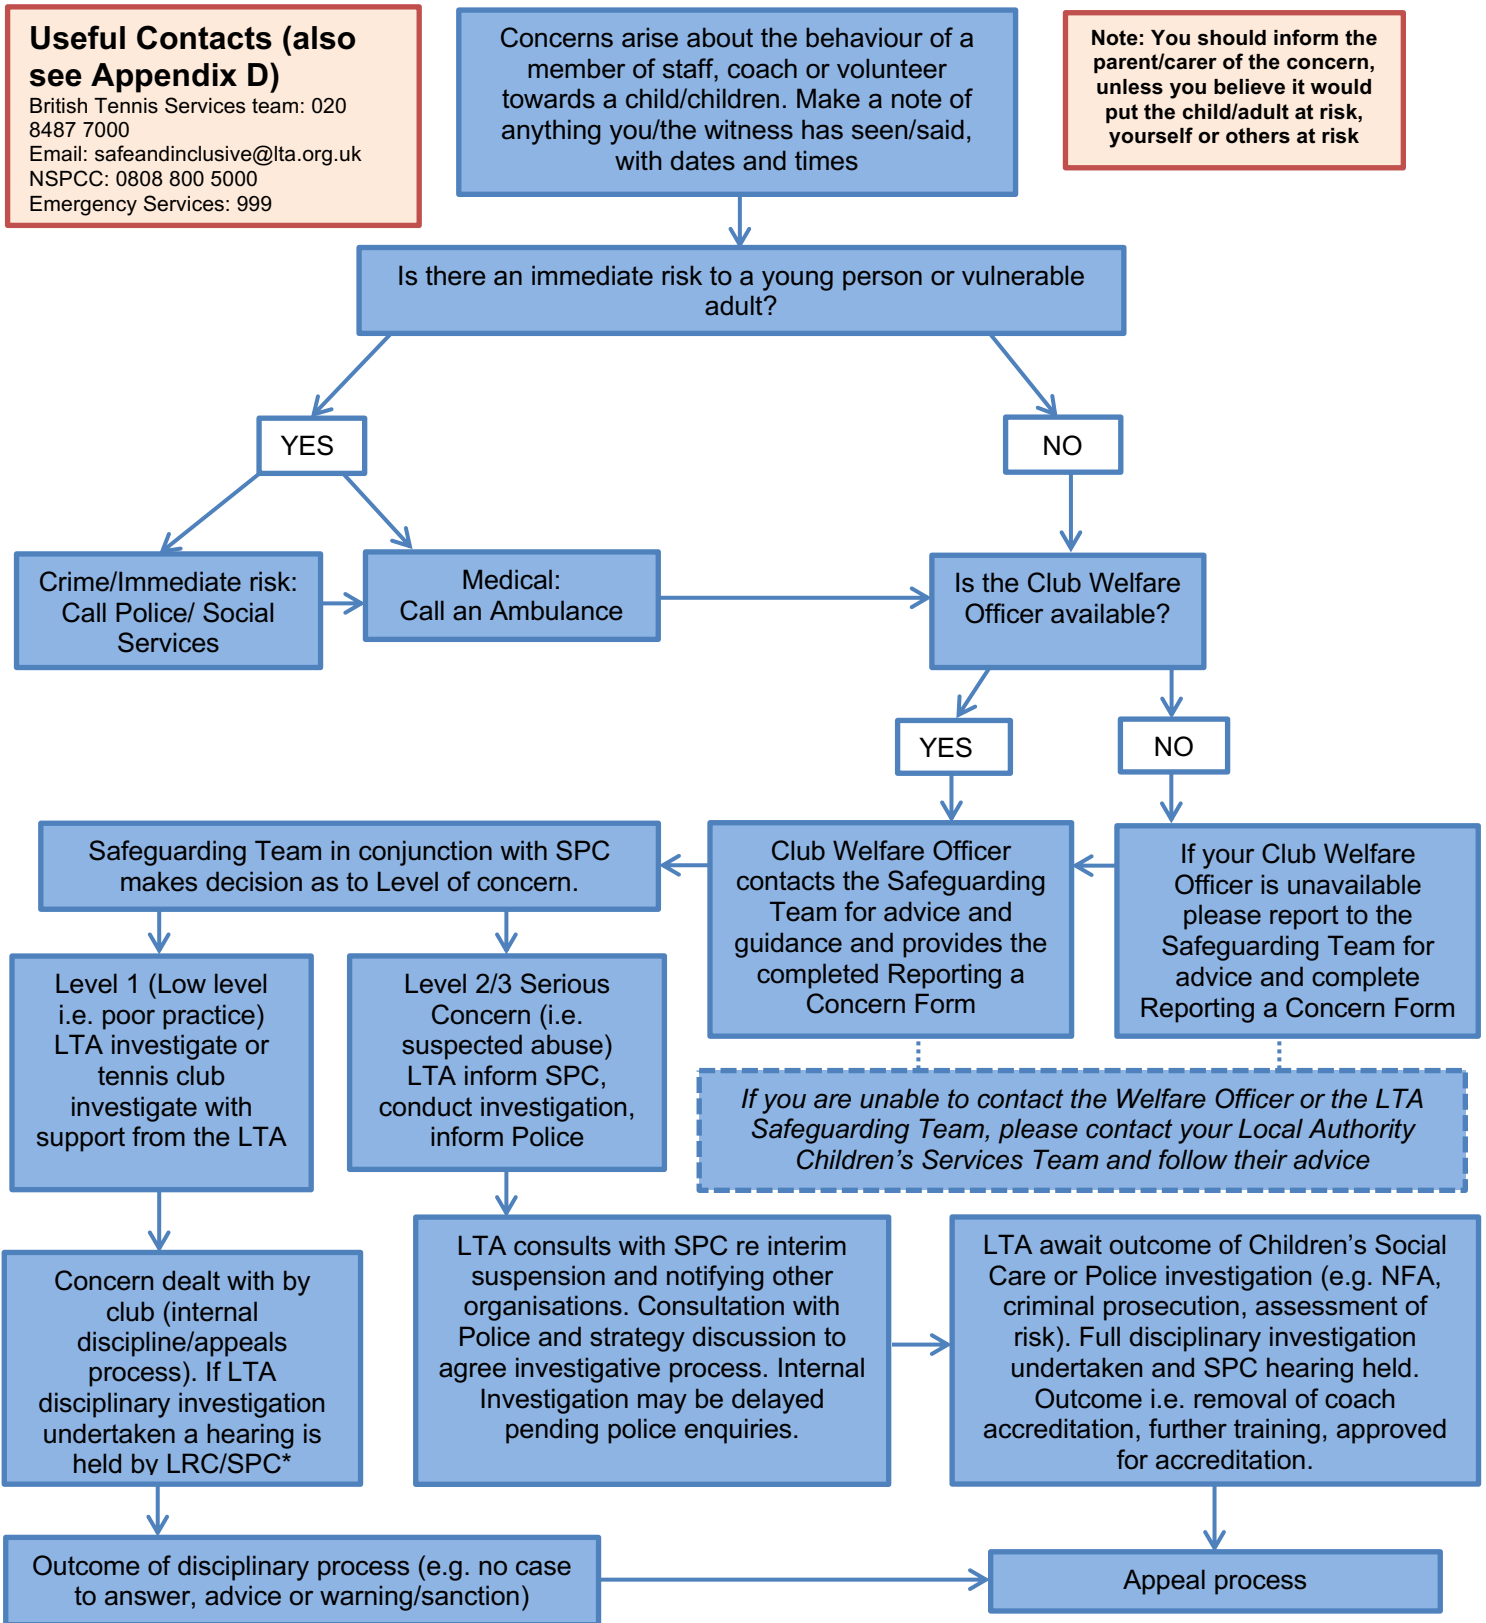 Useful Contacts (also
see Appendix D)
British Tennis Services team: 020
8487 7000
Email: safeandinclusive@lta.org.uk
NSPCC: 0808 800 5000
Emergency Services: 999
Concerns arise about the behaviour of a
member of staff, coach or volunteer
towards a child/children. Make a note of
anything you/the witness has seen/said,
with dates and times
Note: You should inform the
parent/carer of the concern,
unless you believe it would
put the child/adult at risk,
yourself or others at risk
Is there an immediate risk to a young person or vulnerable
adult?
YES
NO
Crime/Immediate risk:
Call Police/ Social
Services
Medical:
Call an Ambulance
Is the Club Welfare
Officer available?
YES
NO
Safeguarding Team in conjunction with SPC
makes decision as to Level of concern.
Club Welfare Officer
contacts the Safeguarding
Team for advice and
guidance and provides the
completed Reporting a
Concern Form
If your Club Welfare
Officer is unavailable
please report to the
Safeguarding Team for
advice and complete
Reporting a Concern Form
Level 1 (Low level
i.e. poor practice)
LTA investigate or
tennis club
investigate with
support from the LTA
Level 2/3 Serious
Concern (i.e.
suspected abuse)
LTA inform SPC,
conduct investigation,
inform Police
If you are unable to contact the Welfare Officer or the LTA
Safeguarding Team, please contact your Local Authority
Children’s Services Team and follow their advice
Concern dealt with by
club (internal
discipline/appeals
process). If LTA
disciplinary investigation
undertaken a hearing is
held by LRC/SPC*
LTA consults with SPC re interim
suspension and notifying other
organisations. Consultation with
Police and strategy discussion to
agree investigative process. Internal
Investigation may be delayed
pending police enquiries.
LTA await outcome of Children’s Social
Care or Police investigation (e.g. NFA,
criminal prosecution, assessment of
risk). Full disciplinary investigation
undertaken and SPC hearing held.
Outcome i.e. removal of coach
accreditation, further training, approved
for accreditation.
Outcome of disciplinary process (e.g. no case
to answer, advice or warning/sanction)
Appeal process